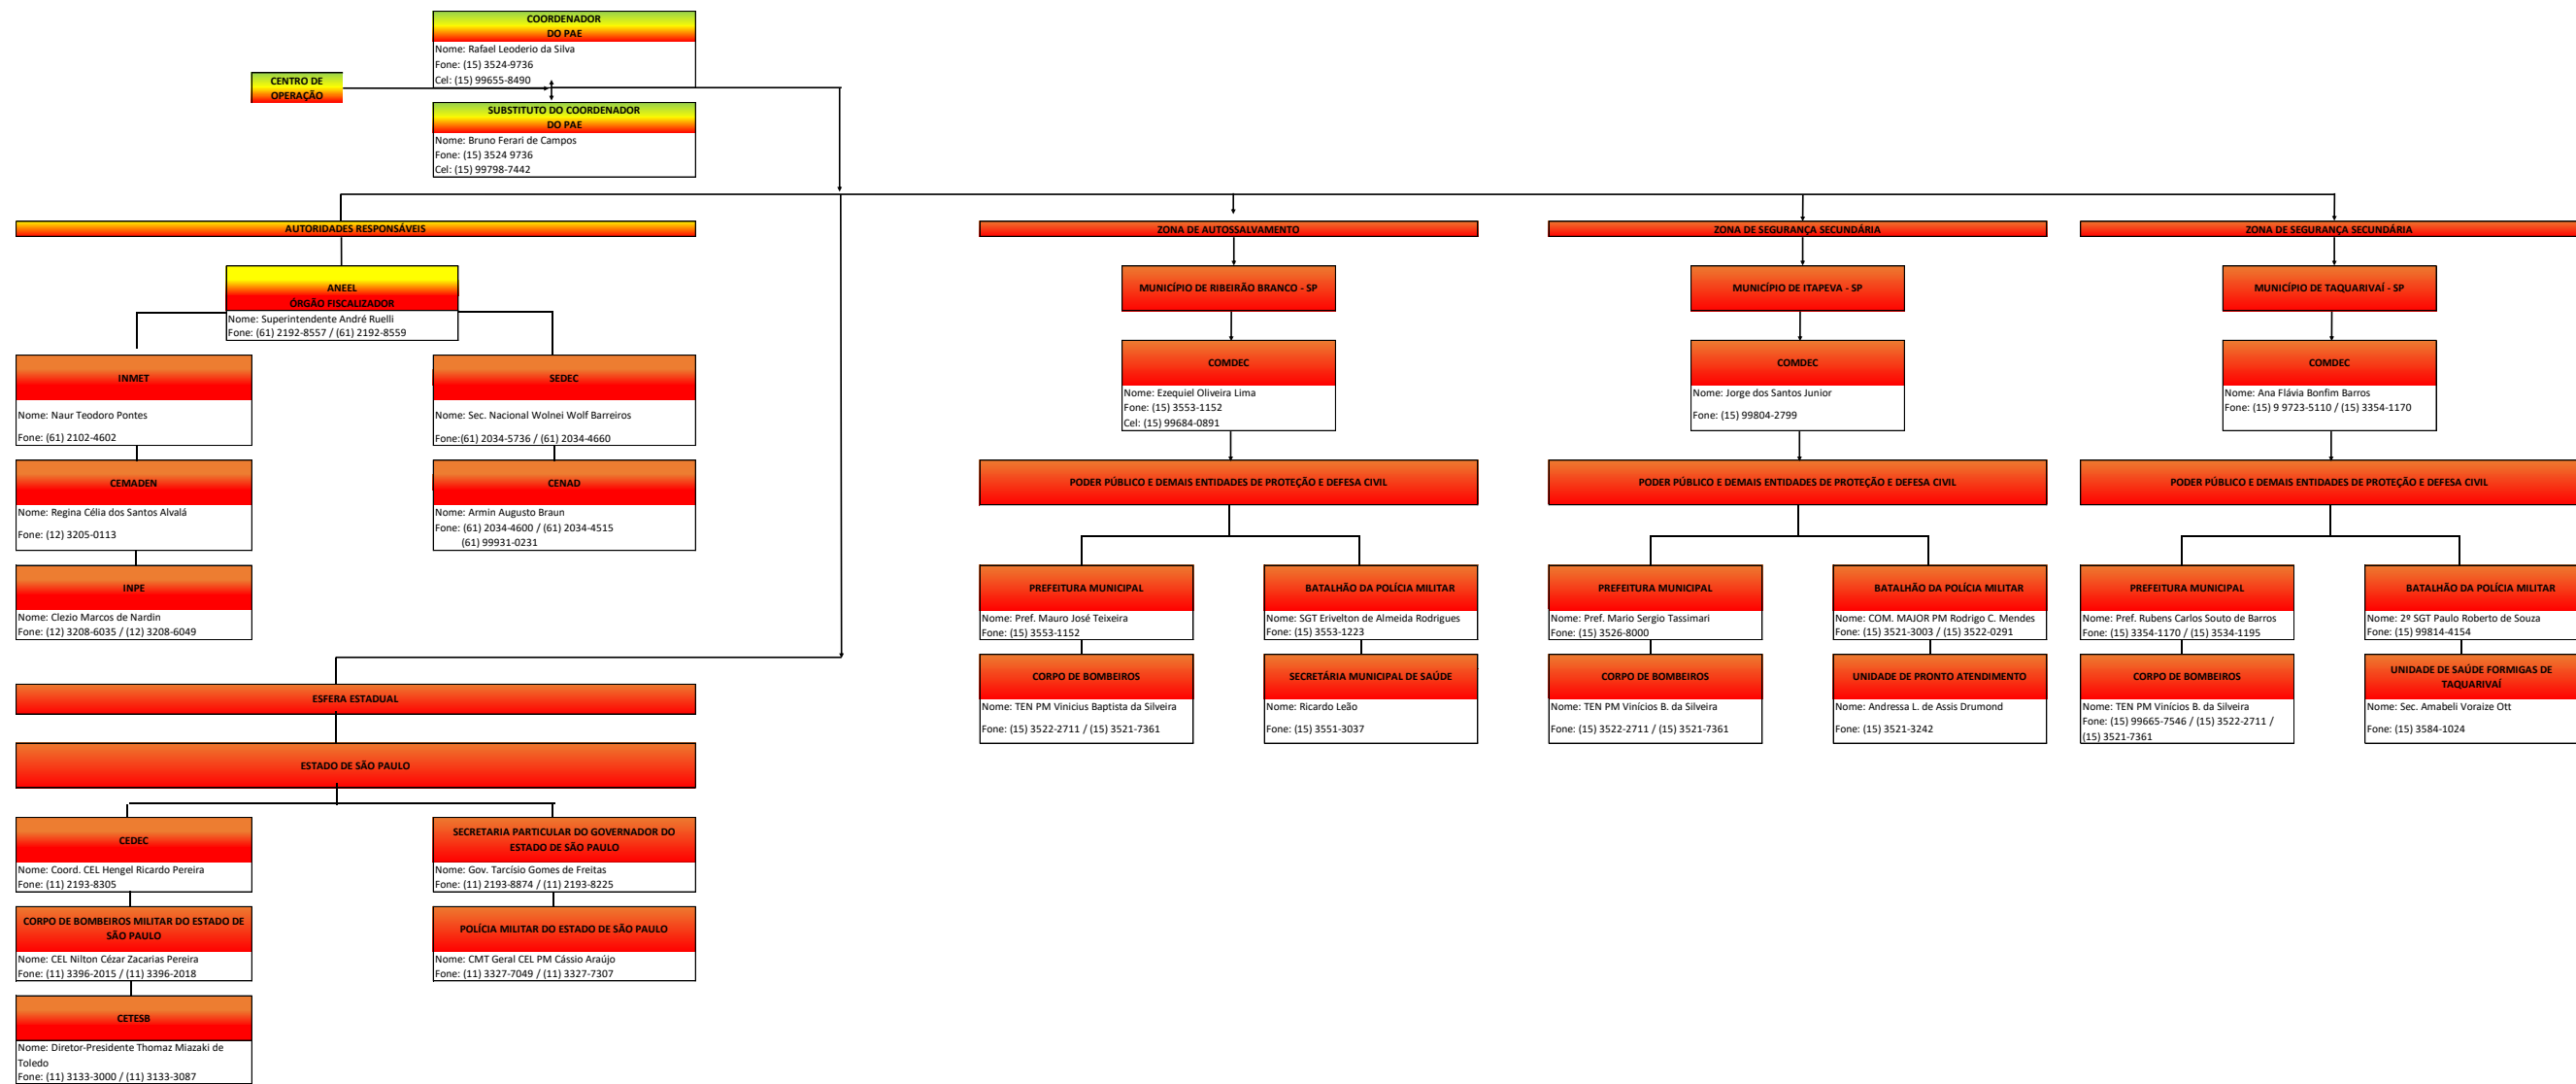 COORDENADOR
DO PAE
Nome: Rafael Leoderio da Silva
Fone: (15) 3524-9736
Cel: (15) 99655-8490
CENTRO DE
OPERAÇÃO
SUBSTITUTO DO COORDENADOR
DO PAE
Nome: Bruno Ferari de Campos
Fone: (15) 3524 9736
Cel: (15) 99798-7442
AUTORIDADES RESPONSÁVEIS
ANEEL
ÓRGÃO FISCALIZADOR
Nome: Superintendente André Ruelli
Fone: (61) 2192-8557 / (61) 2192-8559
INMET
Nome: Naur Teodoro Pontes
Fone: (61) 2102-4602
SEDEC
Nome: Sec. Nacional Wolnei Wolf Barreiros
Fone:(61) 2034-5736 / (61) 2034-4660
CEMADEN
Nome: Regina Célia dos Santos Alvalá
Fone: (12) 3205-0113
CENAD
Nome: Armin Augusto Braun
Fone: (61) 2034-4600 / (61) 2034-4515
(61) 99931-0231
INPE
Nome: Clezio Marcos de Nardin
Fone: (12) 3208-6035 / (12) 3208-6049
ESFERA ESTADUAL
ESTADO DE SÃO PAULO
CEDEC
Nome: Coord. CEL Hengel Ricardo Pereira
Fone: (11) 2193-8305
SECRETARIA PARTICULAR DO GOVERNADOR DO
ESTADO DE SÃO PAULO
Nome: Gov. Tarcísio Gomes de Freitas
Fone: (11) 2193-8874 / (11) 2193-8225
CORPO DE BOMBEIROS MILITAR DO ESTADO DE
SÃO PAULO
Nome: CEL Nilton Cézar Zacarias Pereira
Fone: (11) 3396-2015 / (11) 3396-2018
POLÍCIA MILITAR DO ESTADO DE SÃO PAULO
Nome: CMT Geral CEL PM Cássio Araújo
Fone: (11) 3327-7049 / (11) 3327-7307
CETESB
Nome: Diretor-Presidente Thomaz Miazaki de
Toledo
Fone: (11) 3133-3000 / (11) 3133-3087
ZONA DE AUTOSSALVAMENTO
MUNICÍPIO DE RIBEIRÃO BRANCO - SP
COMDEC
Nome: Ezequiel Oliveira Lima
Fone: (15) 3553-1152
Cel: (15) 99684-0891
PODER PÚBLICO E DEMAIS ENTIDADES DE PROTEÇÃO E DEFESA CIVIL
PREFEITURA MUNICIPAL
Nome: Pref. Mauro José Teixeira
Fone: (15) 3553-1152
BATALHÃO DA POLÍCIA MILITAR
Nome: SGT Erivelton de Almeida Rodrigues
Fone: (15) 3553-1223
CORPO DE BOMBEIROS
Nome: TEN PM Vinicius Baptista da Silveira
Fone: (15) 3522-2711 / (15) 3521-7361
SECRETÁRIA MUNICIPAL DE SAÚDE
Nome: Ricardo Leão
Fone: (15) 3551-3037
ZONA DE SEGURANÇA SECUNDÁRIA
MUNICÍPIO DE ITAPEVA - SP
COMDEC
Nome: Jorge dos Santos Junior
Fone: (15) 99804-2799
PODER PÚBLICO E DEMAIS ENTIDADES DE PROTEÇÃO E DEFESA CIVIL
PREFEITURA MUNICIPAL
Nome: Pref. Mario Sergio Tassimari
Fone: (15) 3526-8000
BATALHÃO DA POLÍCIA MILITAR
Nome: COM. MAJOR PM Rodrigo C. Mendes
Fone: (15) 3521-3003 / (15) 3522-0291
CORPO DE BOMBEIROS
Nome: TEN PM Vinícios B. da Silveira
Fone: (15) 3522-2711 / (15) 3521-7361
UNIDADE DE PRONTO ATENDIMENTO
Nome: Andressa L. de Assis Drumond
Fone: (15) 3521-3242
ZONA DE SEGURANÇA SECUNDÁRIA
MUNICÍPIO DE TAQUARIVAÍ - SP
COMDEC
Nome: Ana Flávia Bonfim Barros
Fone: (15) 9 9723-5110 / (15) 3354-1170
PODER PÚBLICO E DEMAIS ENTIDADES DE PROTEÇÃO E DEFESA CIVIL
PREFEITURA MUNICIPAL
Nome: Pref. Rubens Carlos Souto de Barros
Fone: (15) 3354-1170 / (15) 3534-1195
BATALHÃO DA POLÍCIA MILITAR
Nome: 2º SGT Paulo Roberto de Souza
Fone: (15) 99814-4154
CORPO DE BOMBEIROS
Nome: TEN PM Vinícios B. da Silveira
Fone: (15) 99665-7546 / (15) 3522-2711 /
(15) 3521-7361
UNIDADE DE SAÚDE FORMIGAS DE
TAQUARIVAÍ
Nome: Sec. Amabeli Voraize Ott
Fone: (15) 3584-1024